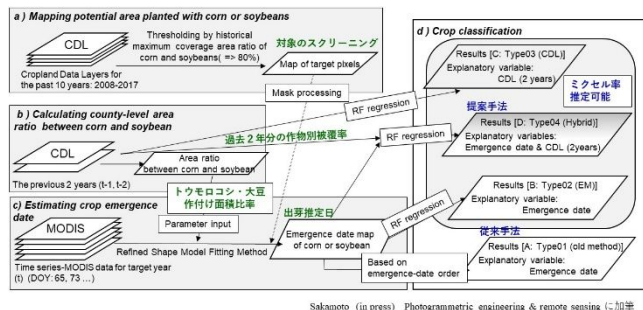 a ) Mapping potential area planted with corn or soybeans
CDL
Cropland Data Layers for
the past 10 years: 2008-2017
Thresholding by historical
maximum coverage area ratio of
corn and soybeans( => 80%)
対象のスクリーニング
Map of target pixels
Mask processing
b ) Calculating county-level area
ratio between corn and soybean
CDL
The previous 2 years (t-1, t-2)
過去２年分の作物別被覆率
Area ratio
between corn and soybean
トウモロコシ・大豆
作付け面積比率
Parameter input
c) Estimating crop emergence
date
MODIS
Time series-MODIS data for target year
(t) (DOY: 65, 73 …)
Refined Shape Model Fitting Method
出芽推定日
Emergence date map
of corn or soybean
RF regression
RF regression
RF regression
Based on
emergence-date order
d ) Crop classification
Results [C: Type03 (CDL)]
Explanatory variable:
CDL (2 years)
ミクセル率
推定可能
提案手法
Results [D: Type04 (Hybrid)]
Explanatory variables:
Emergence date & CDL (2years)
Results [B: Type02 (EM)]
Explanatory variable:
Emergence date
従来手法
Results [A: Type01 (old method)]
Explanatory variable:
Emergence date
Sakamoto (in press) Photogrammetric engineering & remote sensing に加筆